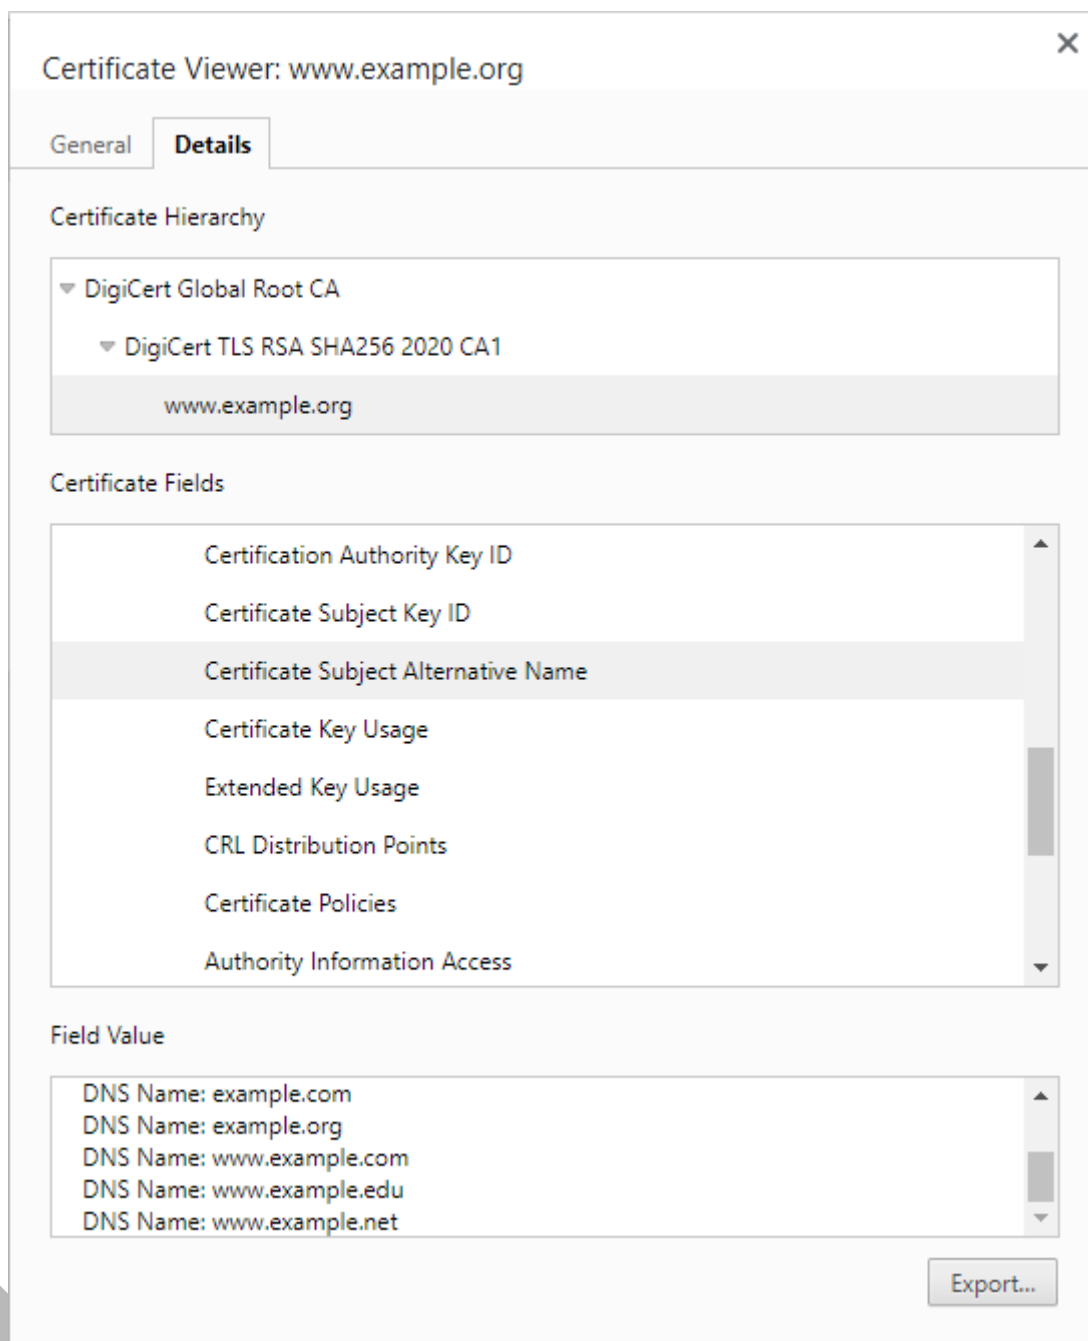 Certificate Viewer: www.example.org
General
Details
Certificate Hierarchy
DigiCert Global Root CA
DigiCert TLS RSA SHA256 2020 CA1
www.example.org
Certificate Fields
Certification Authority Key ID
Certificate Subject Key ID
Certificate Subject Alternative Name
Certificate Key Usage
Extended Key Usage
CRL Distribution Points
Certificate Policies
Authority Information Access
Field Value
DNS Name: example.com
DNS Name: example.org
DNS Name: www.example.com
DNS Name: www.example.edu
DNS Name: www.example.net
Export...